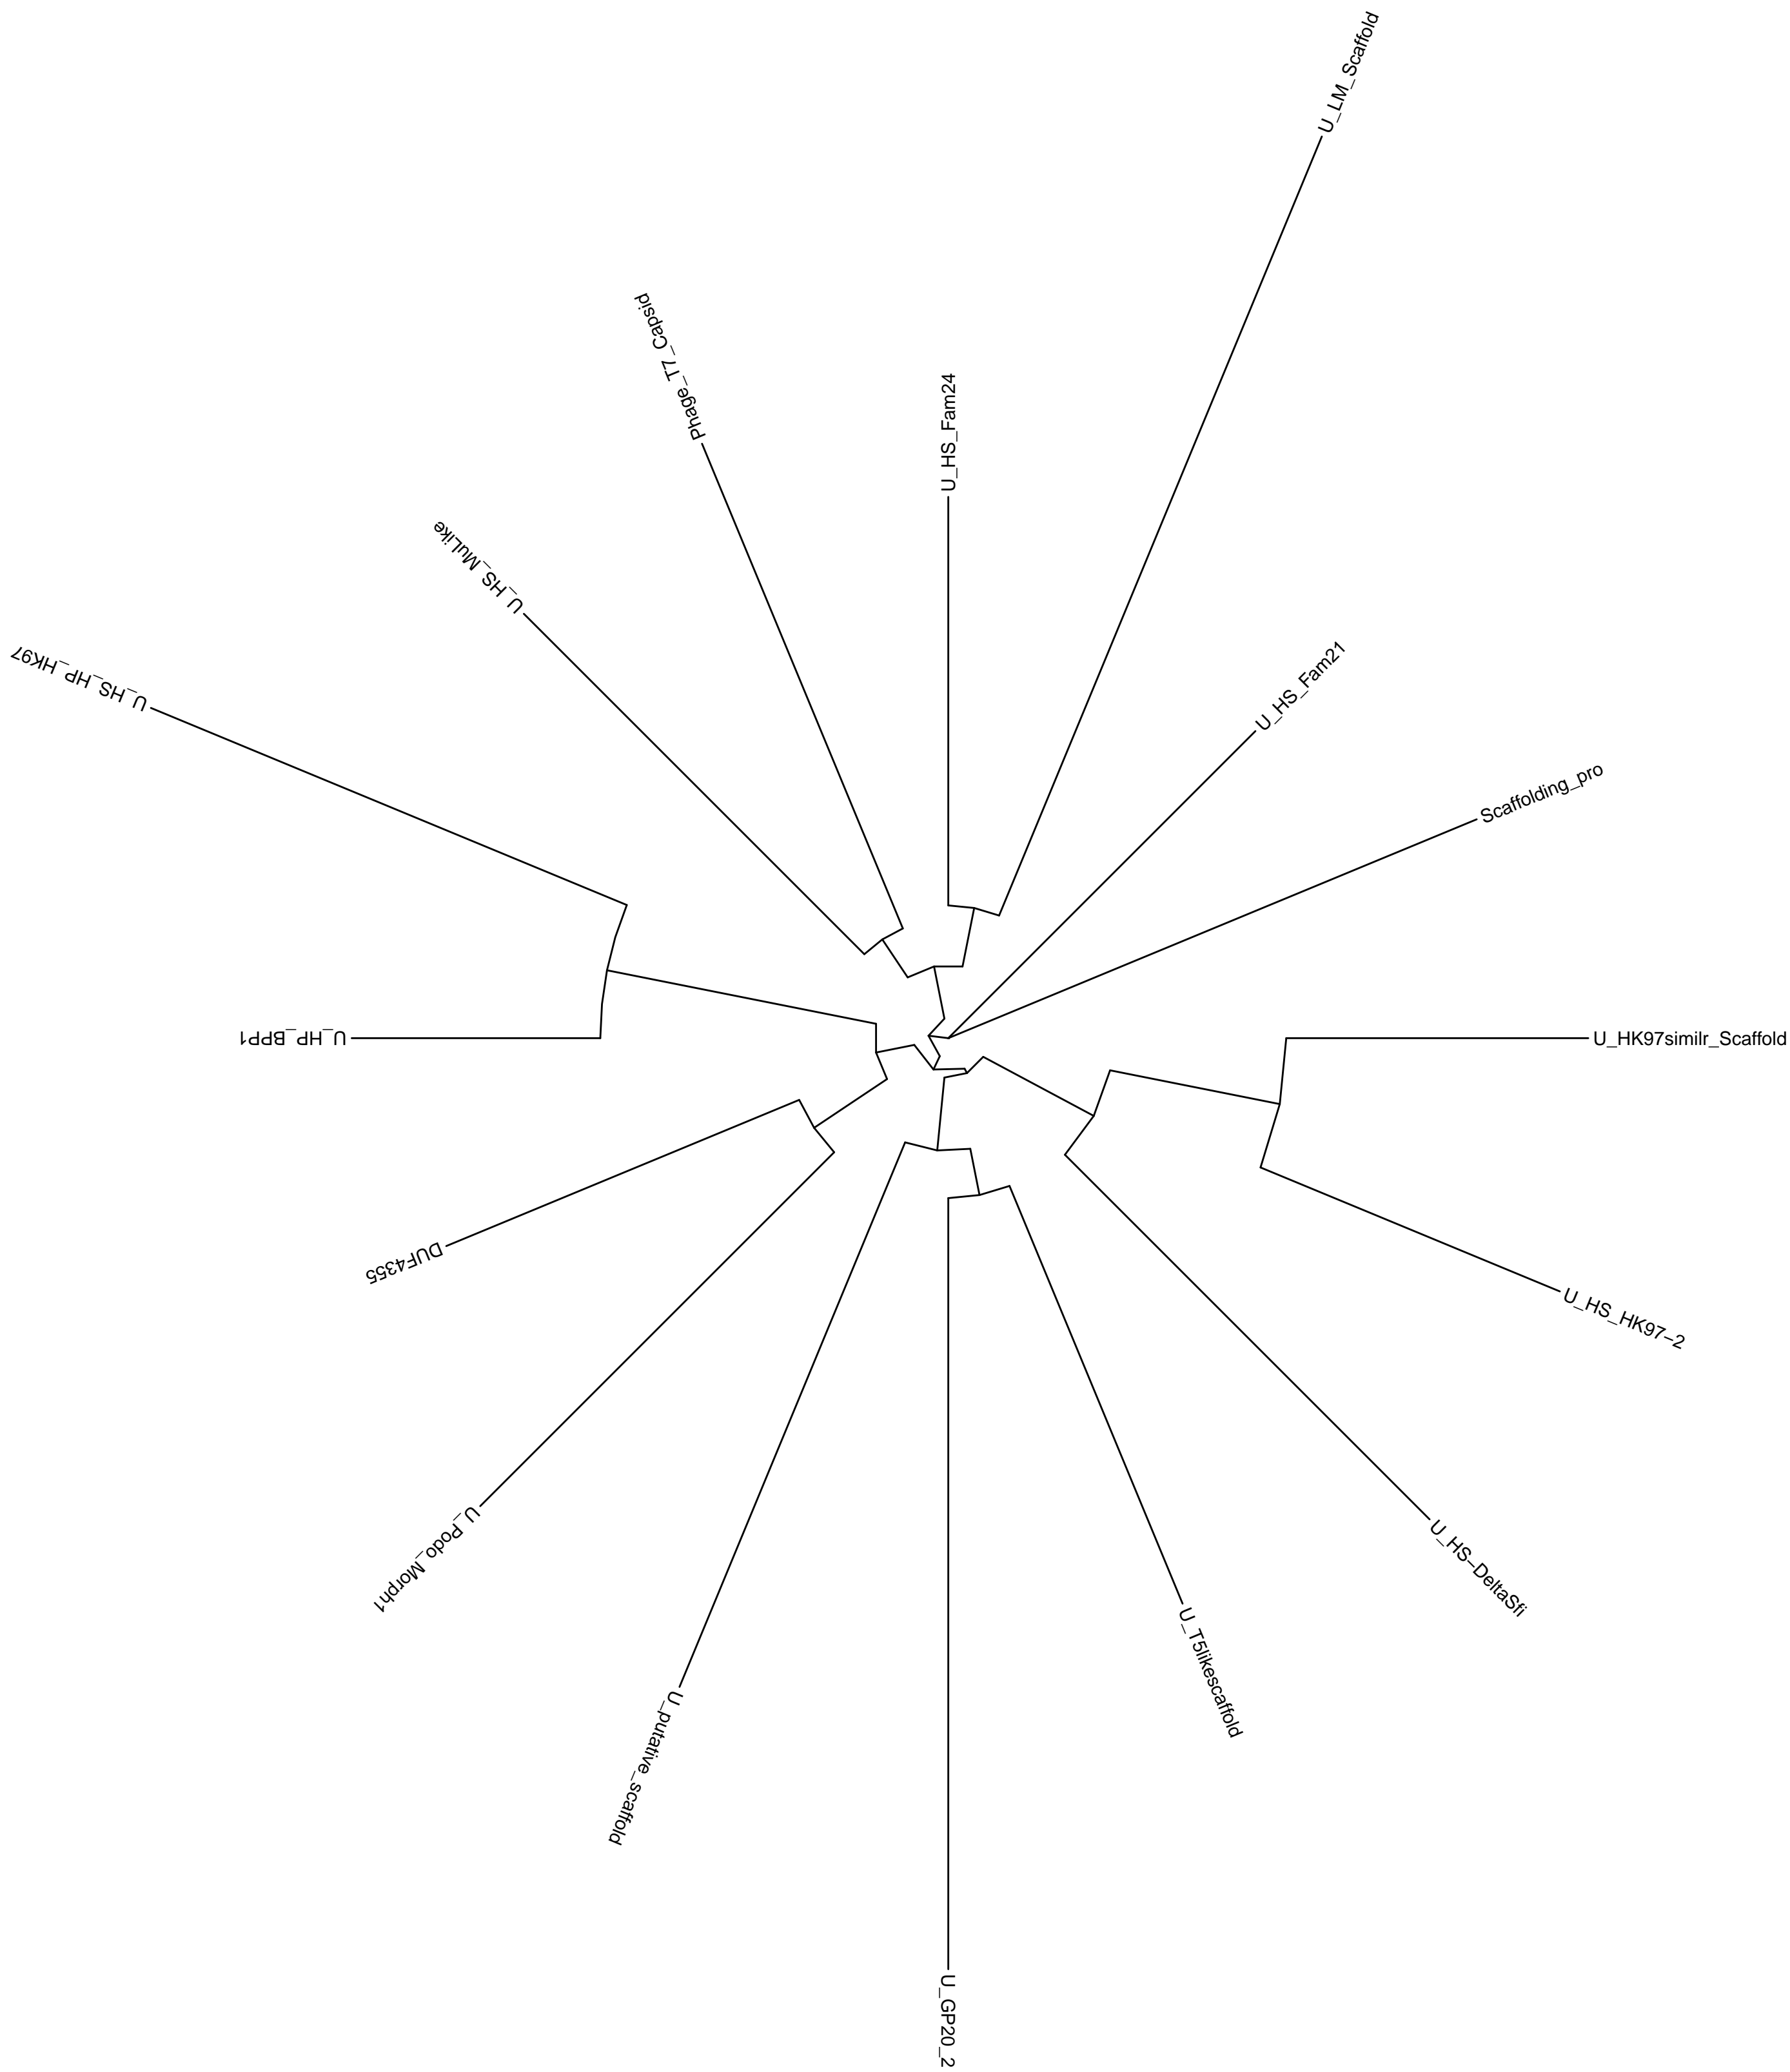 U_LM_Scaffold
Phage_T7_Capsid
U_HS_Fam24
U_HS_MuLike
U_HS_HP_HK97
U_HS_Fam21
Scaffolding_pro
U_HP_BPP1
U_HK97similr_Scaffold
DUF4355
U_HS_HK97−2
U_Podo_Morph1
U_HS−DeltaSfi
U_T5likescaffold
U_putative_scaffold
U_GP20_2